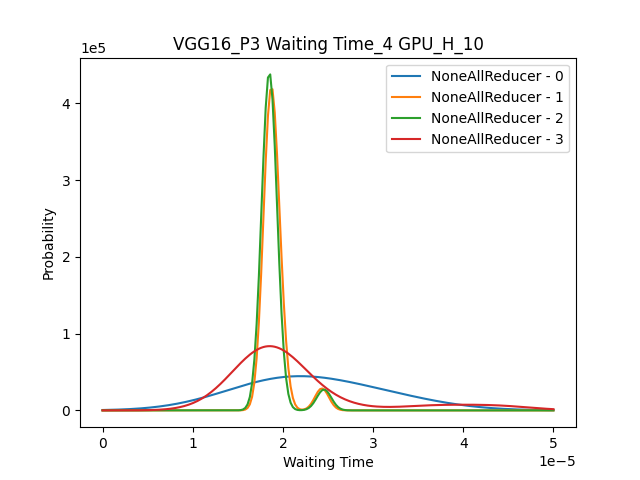 VGG16_P3 Waiting Time_4 GPU_H_10
1e5
NoneAllReducer - 0
NoneAllReducer - 1
NoneAllReducer - 2
NoneAllReducer - 3
4
3
2
1
0
Probability
0 1 2 3 4 5
1e−5
Waiting Time